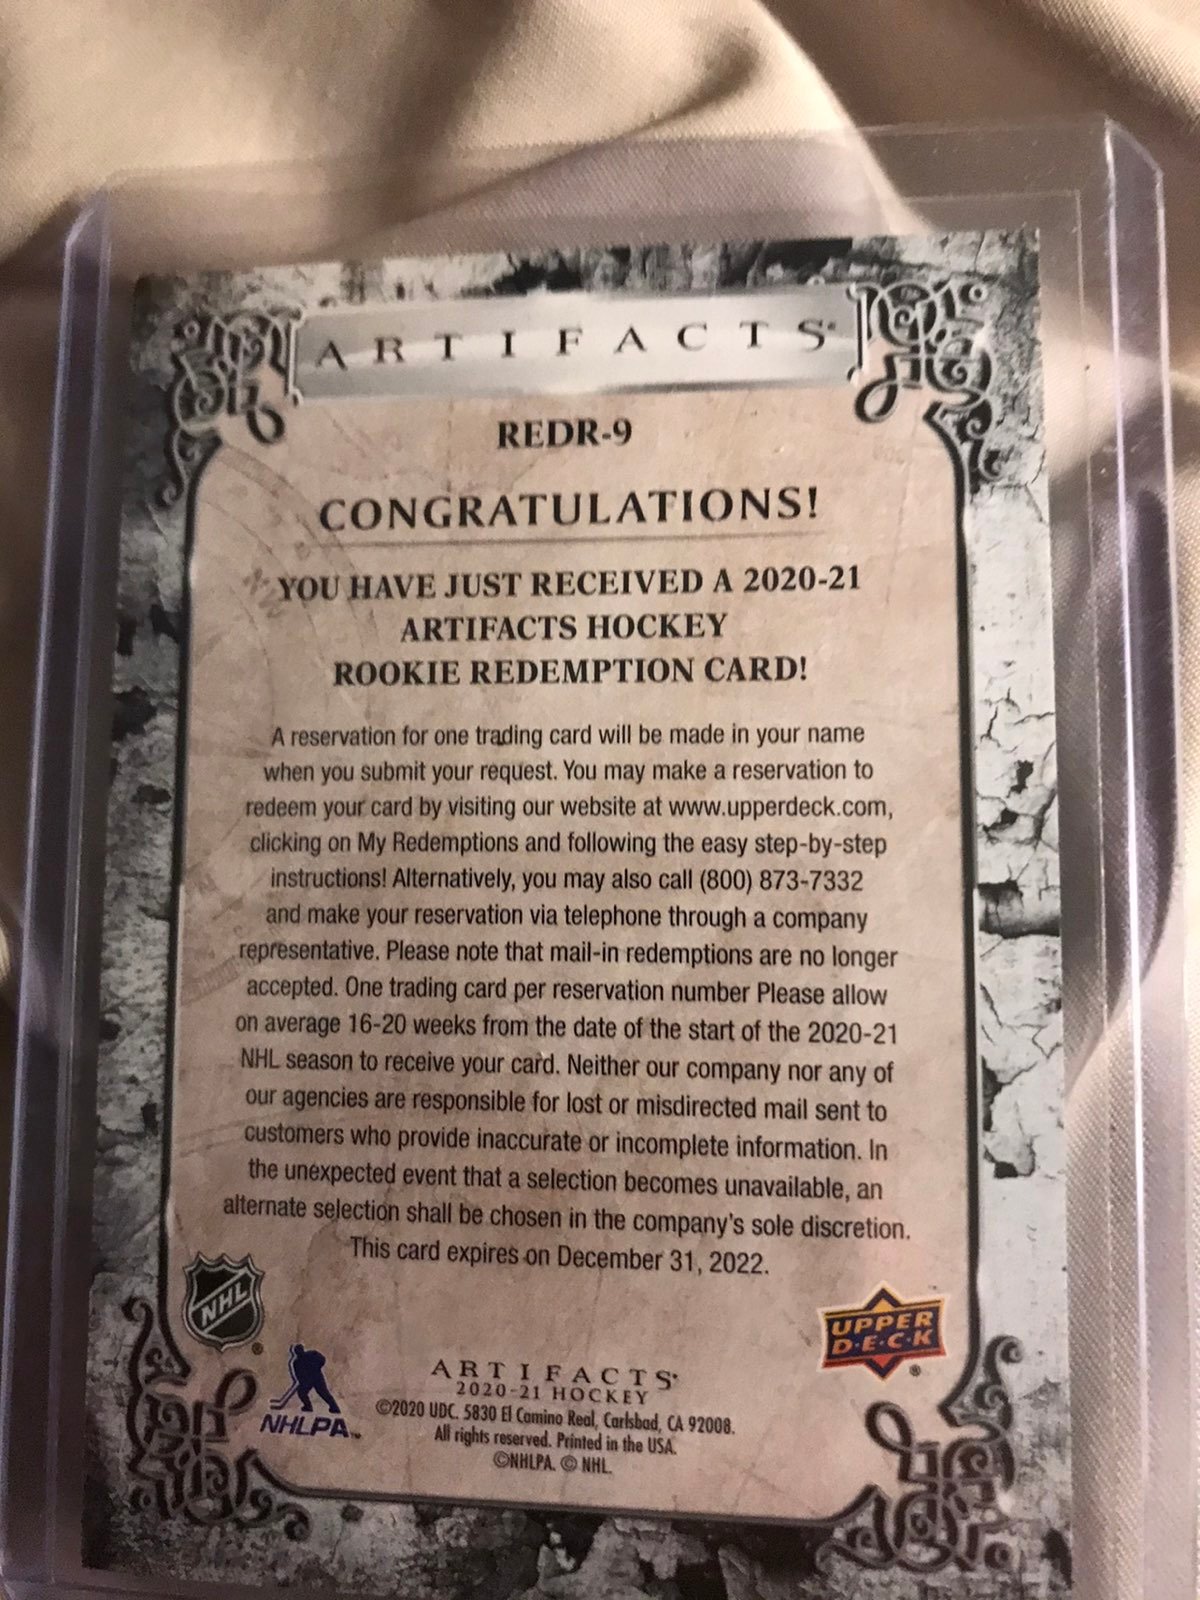 ARTIFACTS
REDR-9
CONGRATULATIONS!
YOU HAVE JUST RECEIVED A 2020-21
ARTIFACTS HOCKEY
ROOKIE REDEMPTION CARD!
A reservation for one trading card will be made in your name
when you submit your request. You may make a reservation to
redeem your card by visiting our website at www.upperdeck.com,
clicking on My Redemptions and following the easy step-by-step
instructions! Alternatively, you may also call (800) 873-7332
and make your reservation via telephone through a company
representative. Please note that mail-in redemptions are no longer
accepted. One trading card per reservation number Please allow
on average 16-20 weeks from the date of the start of the 2020-21
NHL season to receive your card. Neither our company nor any of
our agencies are responsible for lost or misdirected mail sent to
customers who provide inaccurate or incomplete information. In
the unexpected event that a selection becomes unavailable, an
alternate selection shall be chosen in the company's sole discretion.
This card expires on December 31, 2022.
NHL
®
NHLPA™
UPPER
D·E·C·K
®
ARTIFACTS®
2020-21 HOCKEY
©2020 UDC. 5830 El Camino Real, Carlsbad, CA 92008.
All rights reserved. Printed in the USA.
©NHLPA. © NHL.